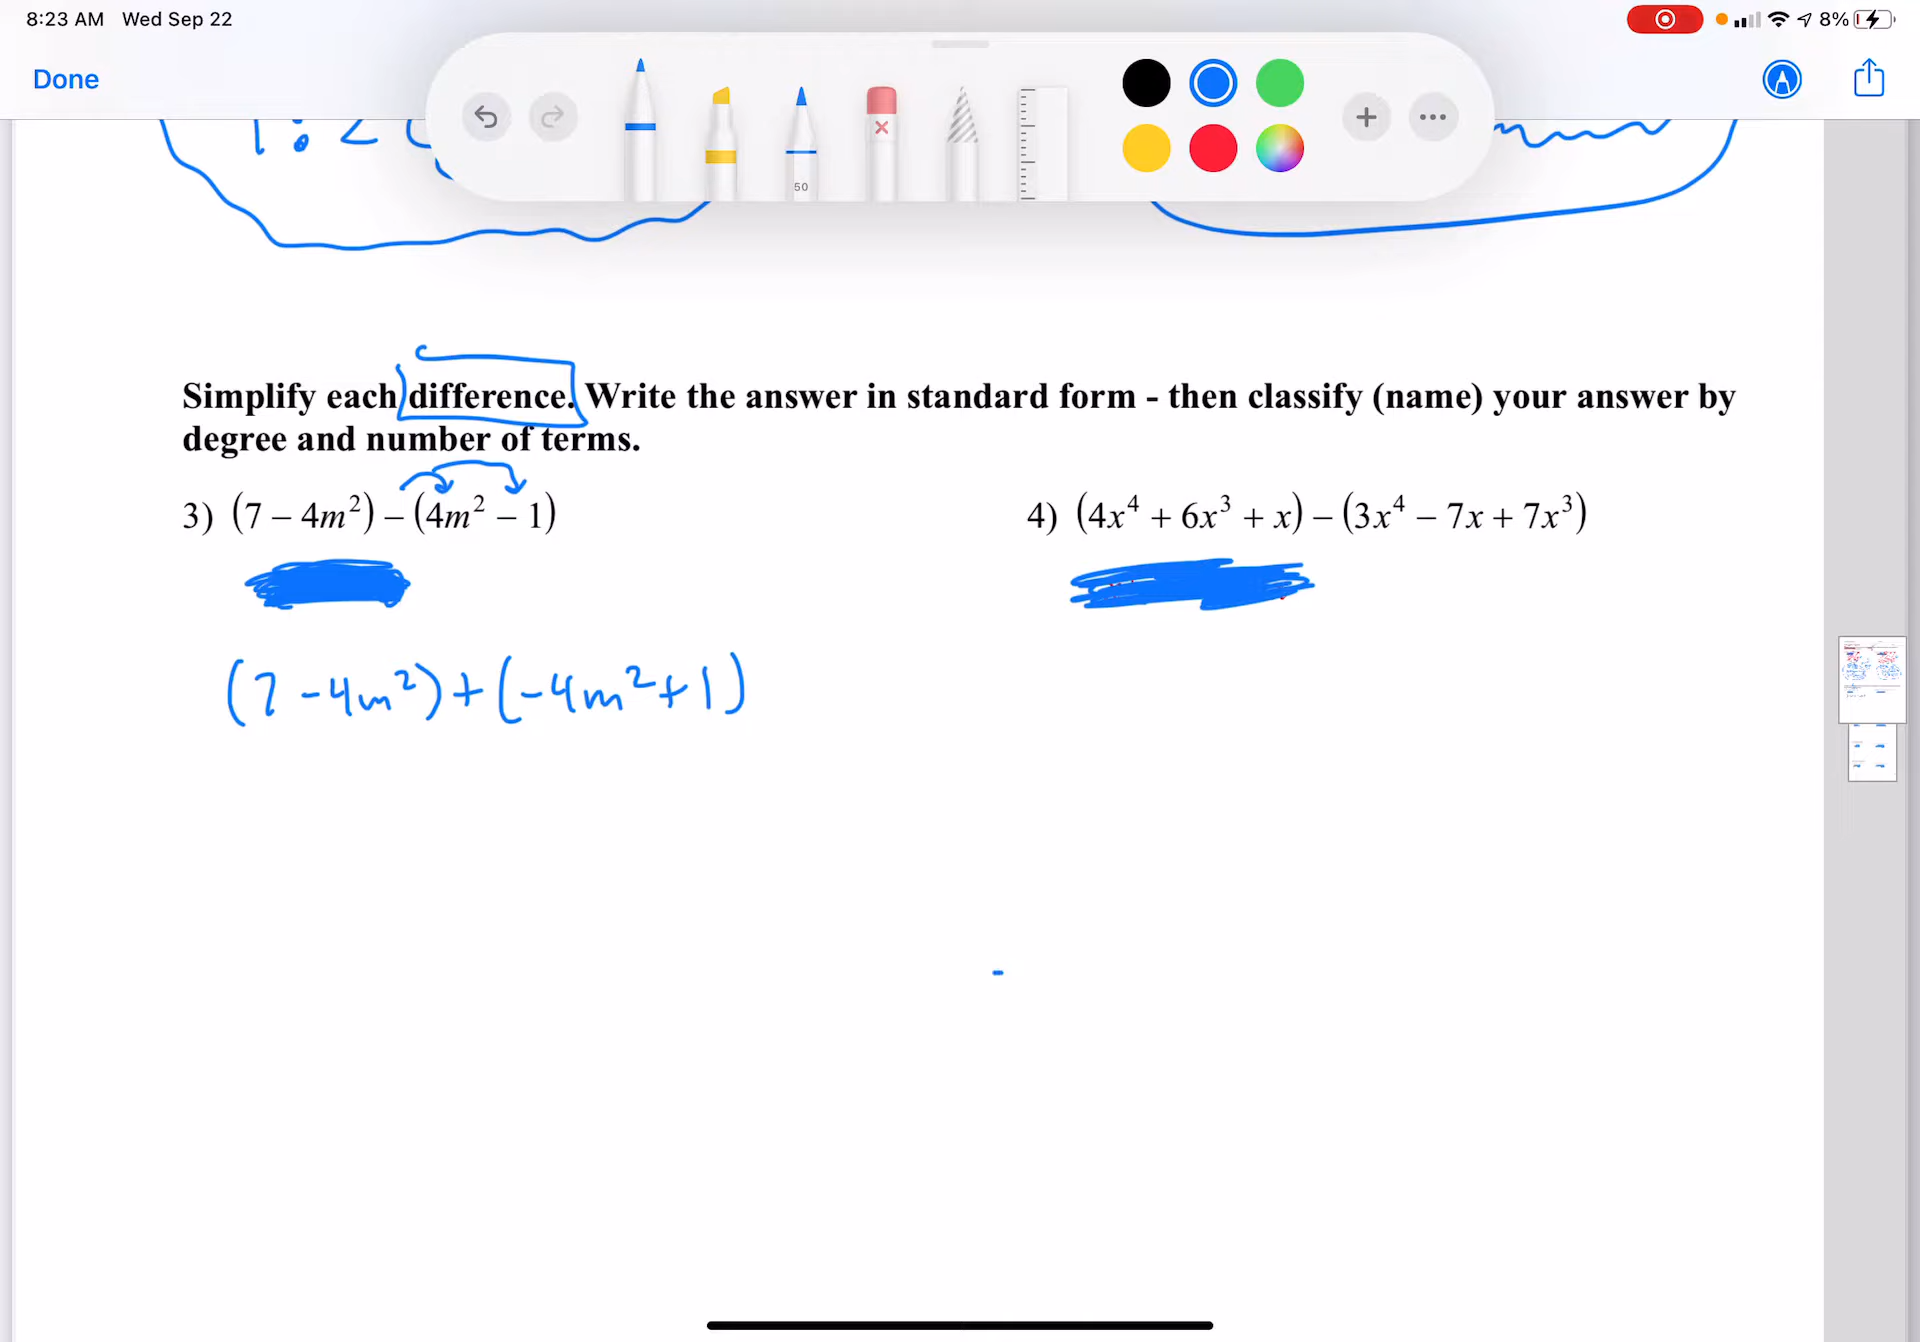 8:23 AM Wed Sep 22
8%
Done
50
1:2
Simplify each difference. Write the answer in standard form - then classify (name) your answer by
degree and number of terms.
3) (7 – 4m²) – (4m² – 1)
4) (4x⁴ + 6x³ + x) – (3x⁴ – 7x + 7x³)
(7 -4m²)+(-4m²+1)